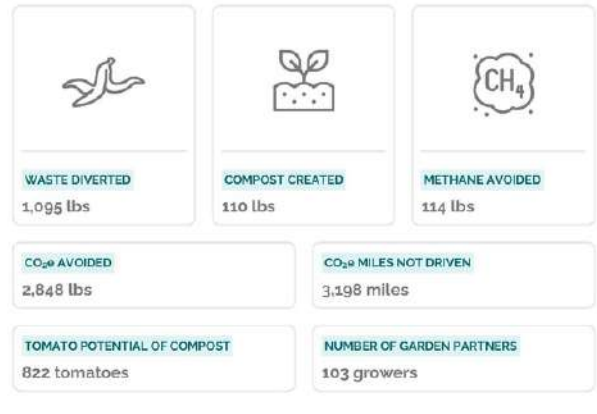 CH₄
WASTE DIVERTED
1,095 lbs
COMPOST CREATED
110 lbs
METHANE AVOIDED
114 lbs
CO₂e AVOIDED
2,848 lbs
CO₂e MILES NOT DRIVEN
3,198 miles
TOMATO POTENTIAL OF COMPOST
822 tomatoes
NUMBER OF GARDEN PARTNERS
103 growers